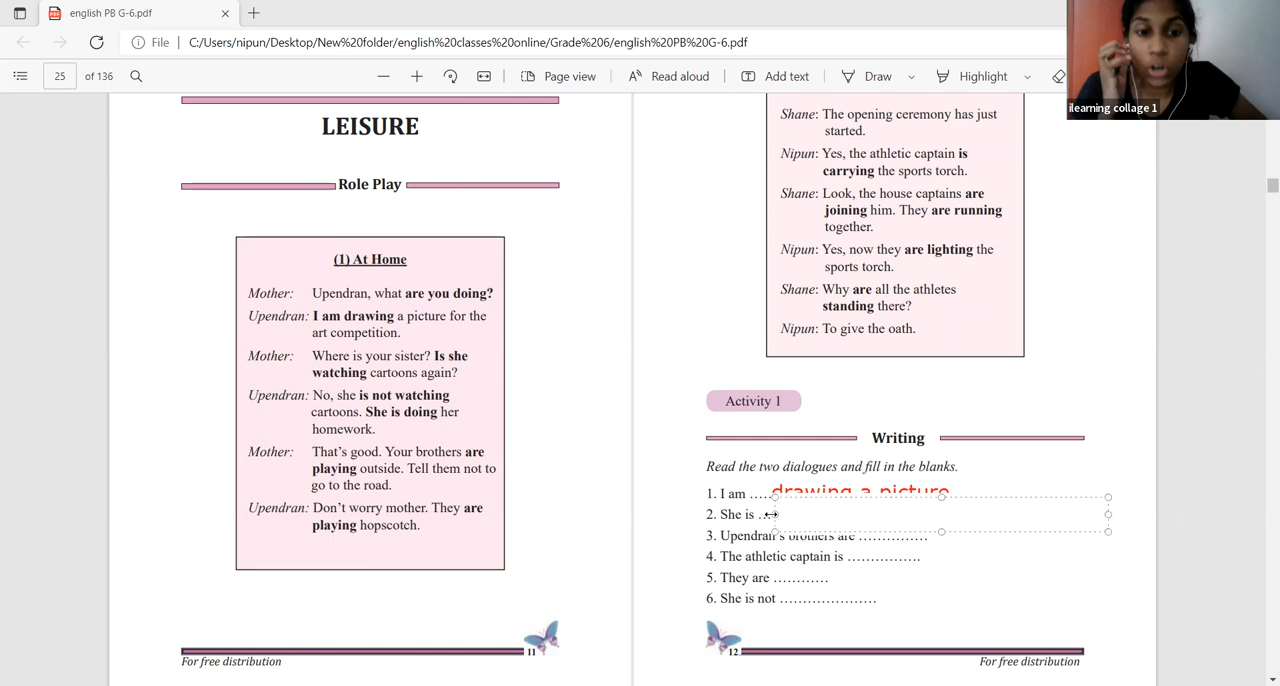 english PB G-6.pdf
File
C:/Users/nipun/Desktop/New%20folder/english%20classes%20online/Grade%206/english%20PB%20G-6.pdf
25 of 136
Page view
Read aloud
Add text
Draw
Highlight
ilearning collage 1
LEISURE
Role Play
(1) At Home
Mother: Upendran, what are you doing?
Upendran: I am drawing a picture for the
art competition.
Mother: Where is your sister? Is she
watching cartoons again?
Upendran: No, she is not watching
cartoons. She is doing her
homework.
Mother: That's good. Your brothers are
playing outside. Tell them not to
go to the road.
Upendran: Don't worry mother. They are
playing hopscotch.
11
For free distribution
Shane: The opening ceremony has just
started.
Nipun: Yes, the athletic captain is
carrying the sports torch.
Shane: Look, the house captains are
joining him. They are running
together.
Nipun: Yes, now they are lighting the
sports torch.
Shane: Why are all the athletes
standing there?
Nipun: To give the oath.
Activity 1
Writing
Read the two dialogues and fill in the blanks.
1. I am .... drawing a picture
2. She is ...
3. Upendran's brothers are ……………
4. The athletic captain is ……………
5. They are …………
6. She is not …………………
12
For free distribution